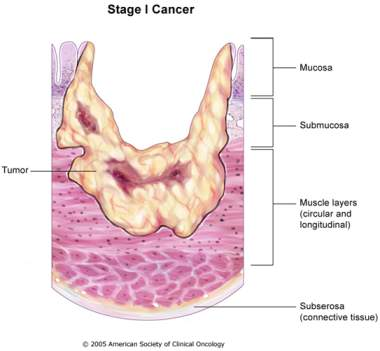 Stage I Cancer
Mucosa
Submucosa
Tumor
Muscle layers
(circular and
longitudinal)
Subserosa
(connective tissue)
© 2005 American Society of Clinical Oncology